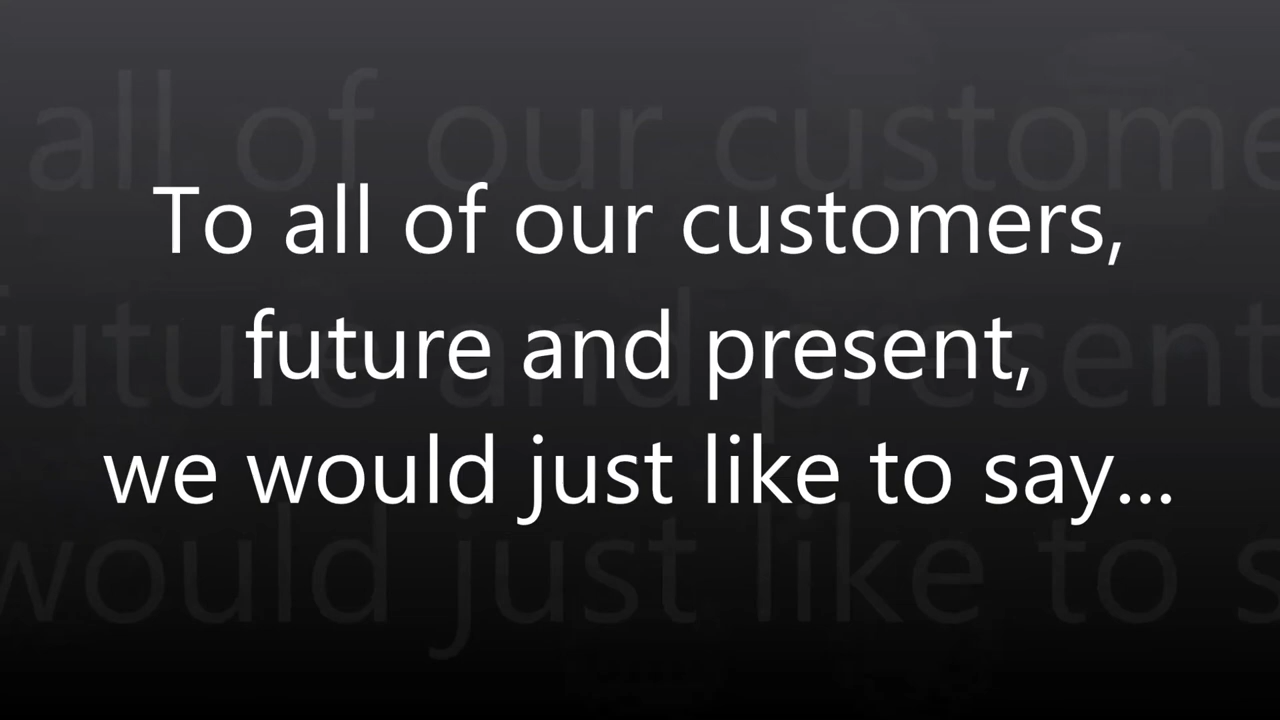 To all of our customers,
future and present,
we would just like to say...